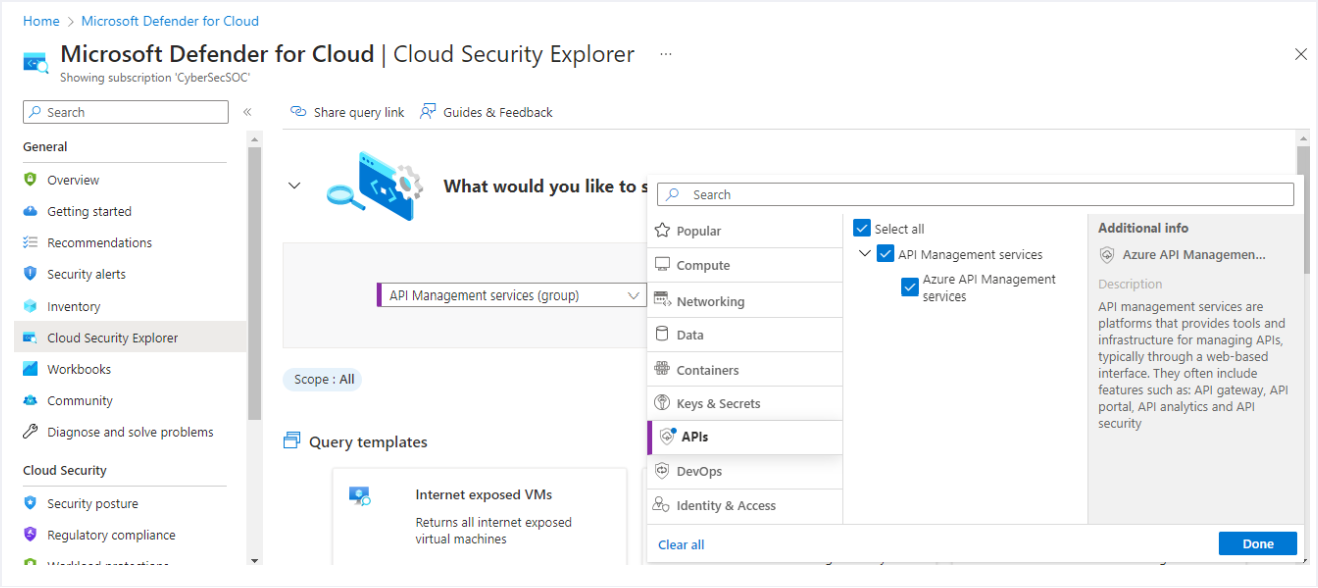 Home > Microsoft Defender for Cloud
Microsoft Defender for Cloud | Cloud Security Explorer ...
Showing subscription 'CyberSecSOC'
Search
«
Share query link
Guides & Feedback
General
Overview
Getting started
Recommendations
Security alerts
Inventory
Cloud Security Explorer
Workbooks
Community
Diagnose and solve problems
Cloud Security
Security posture
Regulatory compliance
Workload protections
What would you like to s
API Management services (group)
Scope : All
Query templates
Internet exposed VMs
Returns all internet exposed
virtual machines
Search
Popular
Compute
Networking
Data
Containers
Keys & Secrets
APIs
DevOps
Identity & Access
Select all
API Management services
Azure API Management
services
Additional info
Azure API Managemen...
Description
API management services are
platforms that provides tools and
infrastructure for managing APIs,
typically through a web-based
interface. They often include
features such as: API gateway, API
portal, API analytics and API
security
Clear all
Done